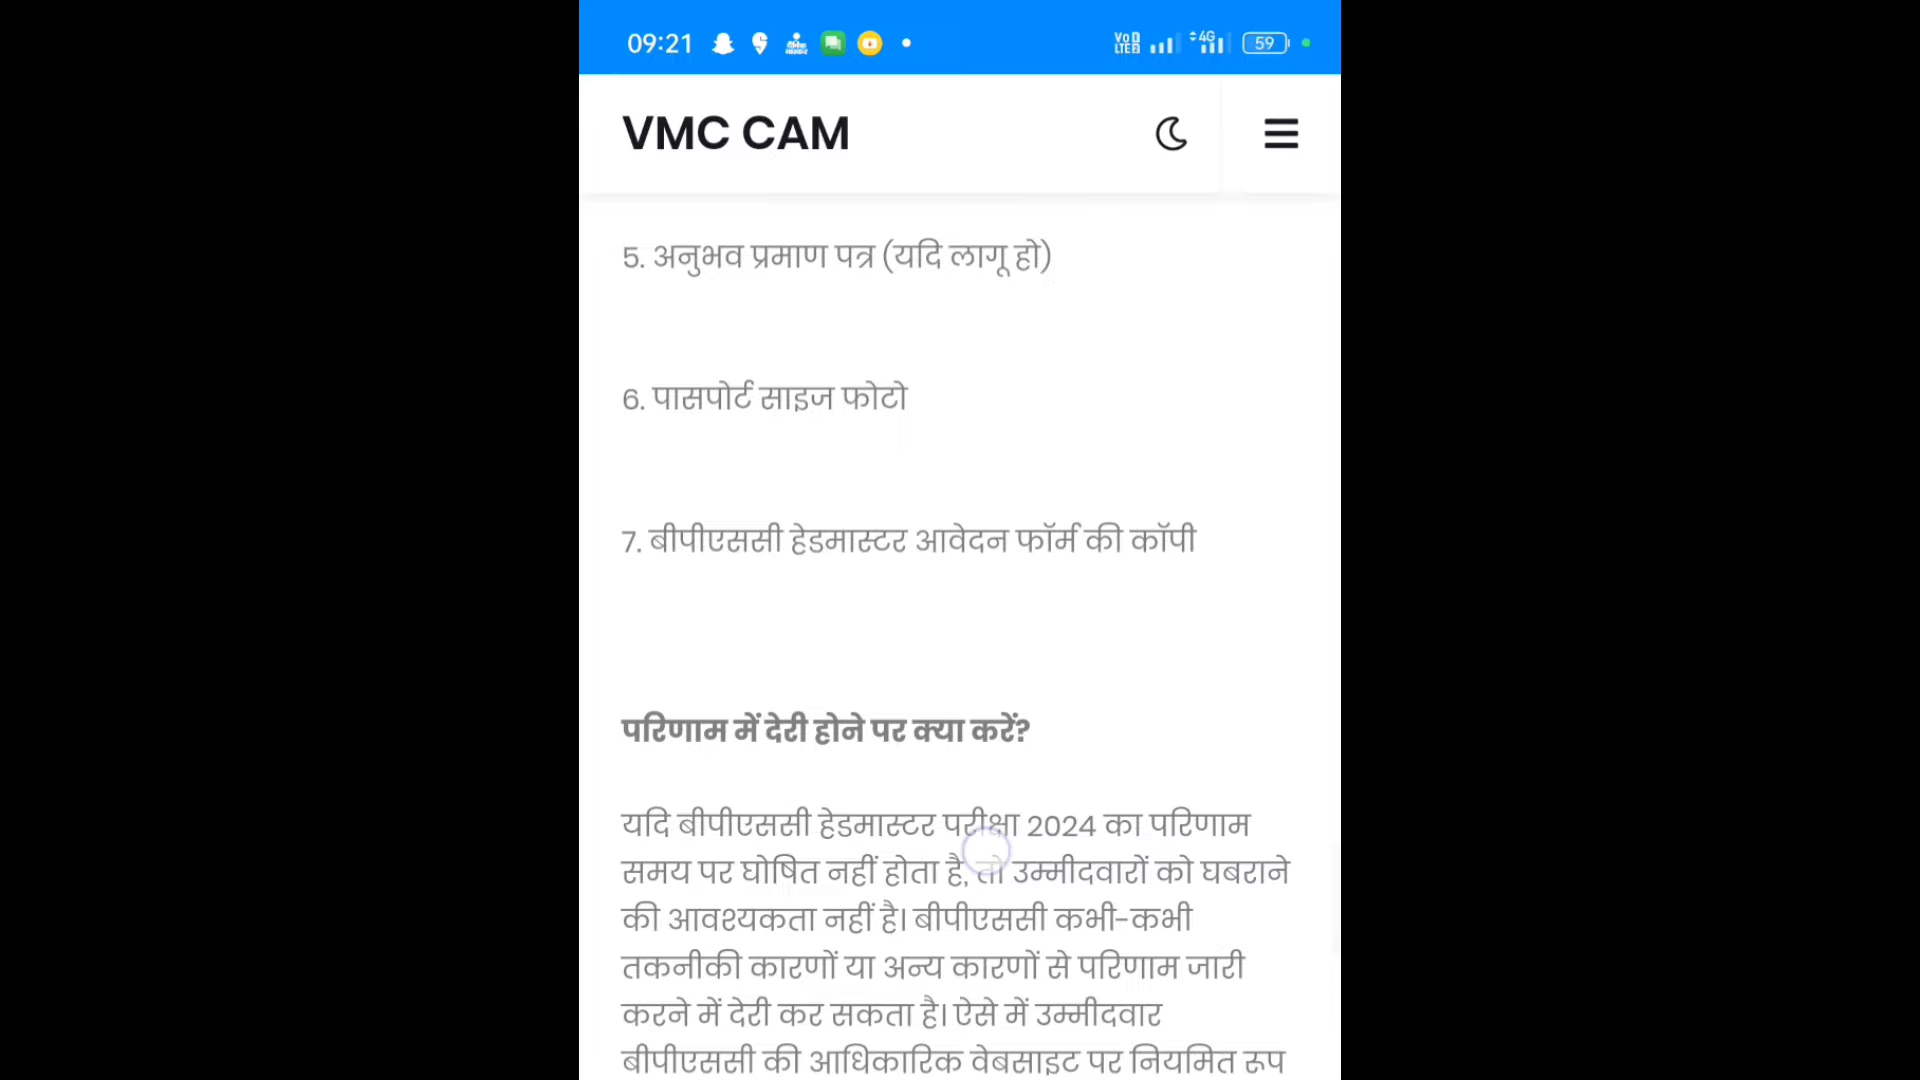 09:21
VoD LTE2 4G 59
VMC CAM
5. अनुभव प्रमाण पत्र (यदि लागू हो)
6. पासपोर्ट साइज फोटो
7. बीपीएससी हेडमास्टर आवेदन फॉर्म की कॉपी
परिणाम में देरी होने पर क्या करें?
यदि बीपीएससी हेडमास्टर परीक्षा 2024 का परिणाम
समय पर घोषित नहीं होता है, तो उम्मीदवारों को घबराने
की आवश्यकता नहीं है। बीपीएससी कभी-कभी
तकनीकी कारणों या अन्य कारणों से परिणाम जारी
करने में देरी कर सकता है। ऐसे में उम्मीदवार
बीपीएससी की आधिकारिक वेबसाइट पर नियमित रूप